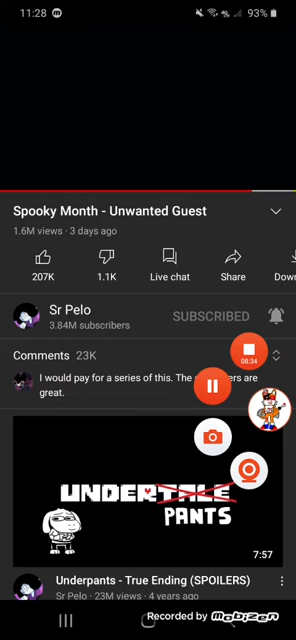 11:28
93%
Spooky Month - Unwanted Guest
1.6M views · 3 days ago
207K
1.1K
Live chat
Share
Down
Sr Pelo
3.84M subscribers
SUBSCRIBED
08:34
Comments 23K
I would pay for a series of this. The
ers are
great.
UNDERTALE
PANTS
7:57
Underpants - True Ending (SPOILERS)
Sr Pelo · 23M views · 4 years ago
Recorded by mobizen